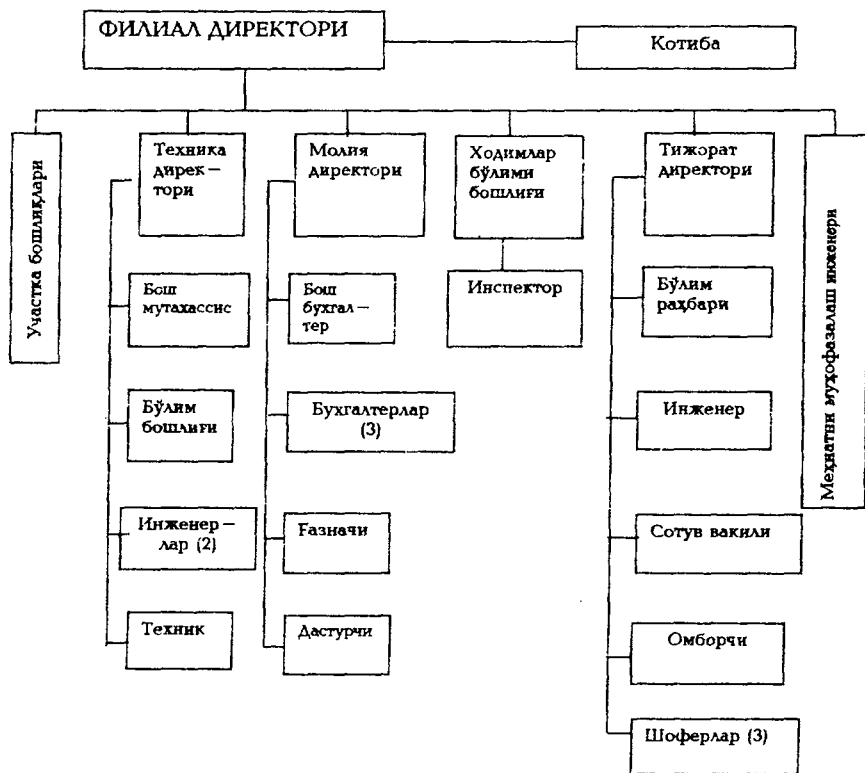 ФИЛИАЛ ДИРЕКТОРИ
Котиба
Участка бошлиқлари
Техника
дирек –
тори
Бош
мутахассис
Бўлим
бошлиғи
Инженер –
лар (2)
Техник
Молия
директори
Бош
бухгал –
тер
Бухгалтерлар
(3)
Ғазначи
Дастурчи
Ходимлар
бўлими
бошлиғи
Инспектор
Тижорат
директори
Бўлим
раҳбари
Инженер
Сотув вакили
Омборчи
Шоферлар (3)
Меҳнатни муҳофазалаш инженери